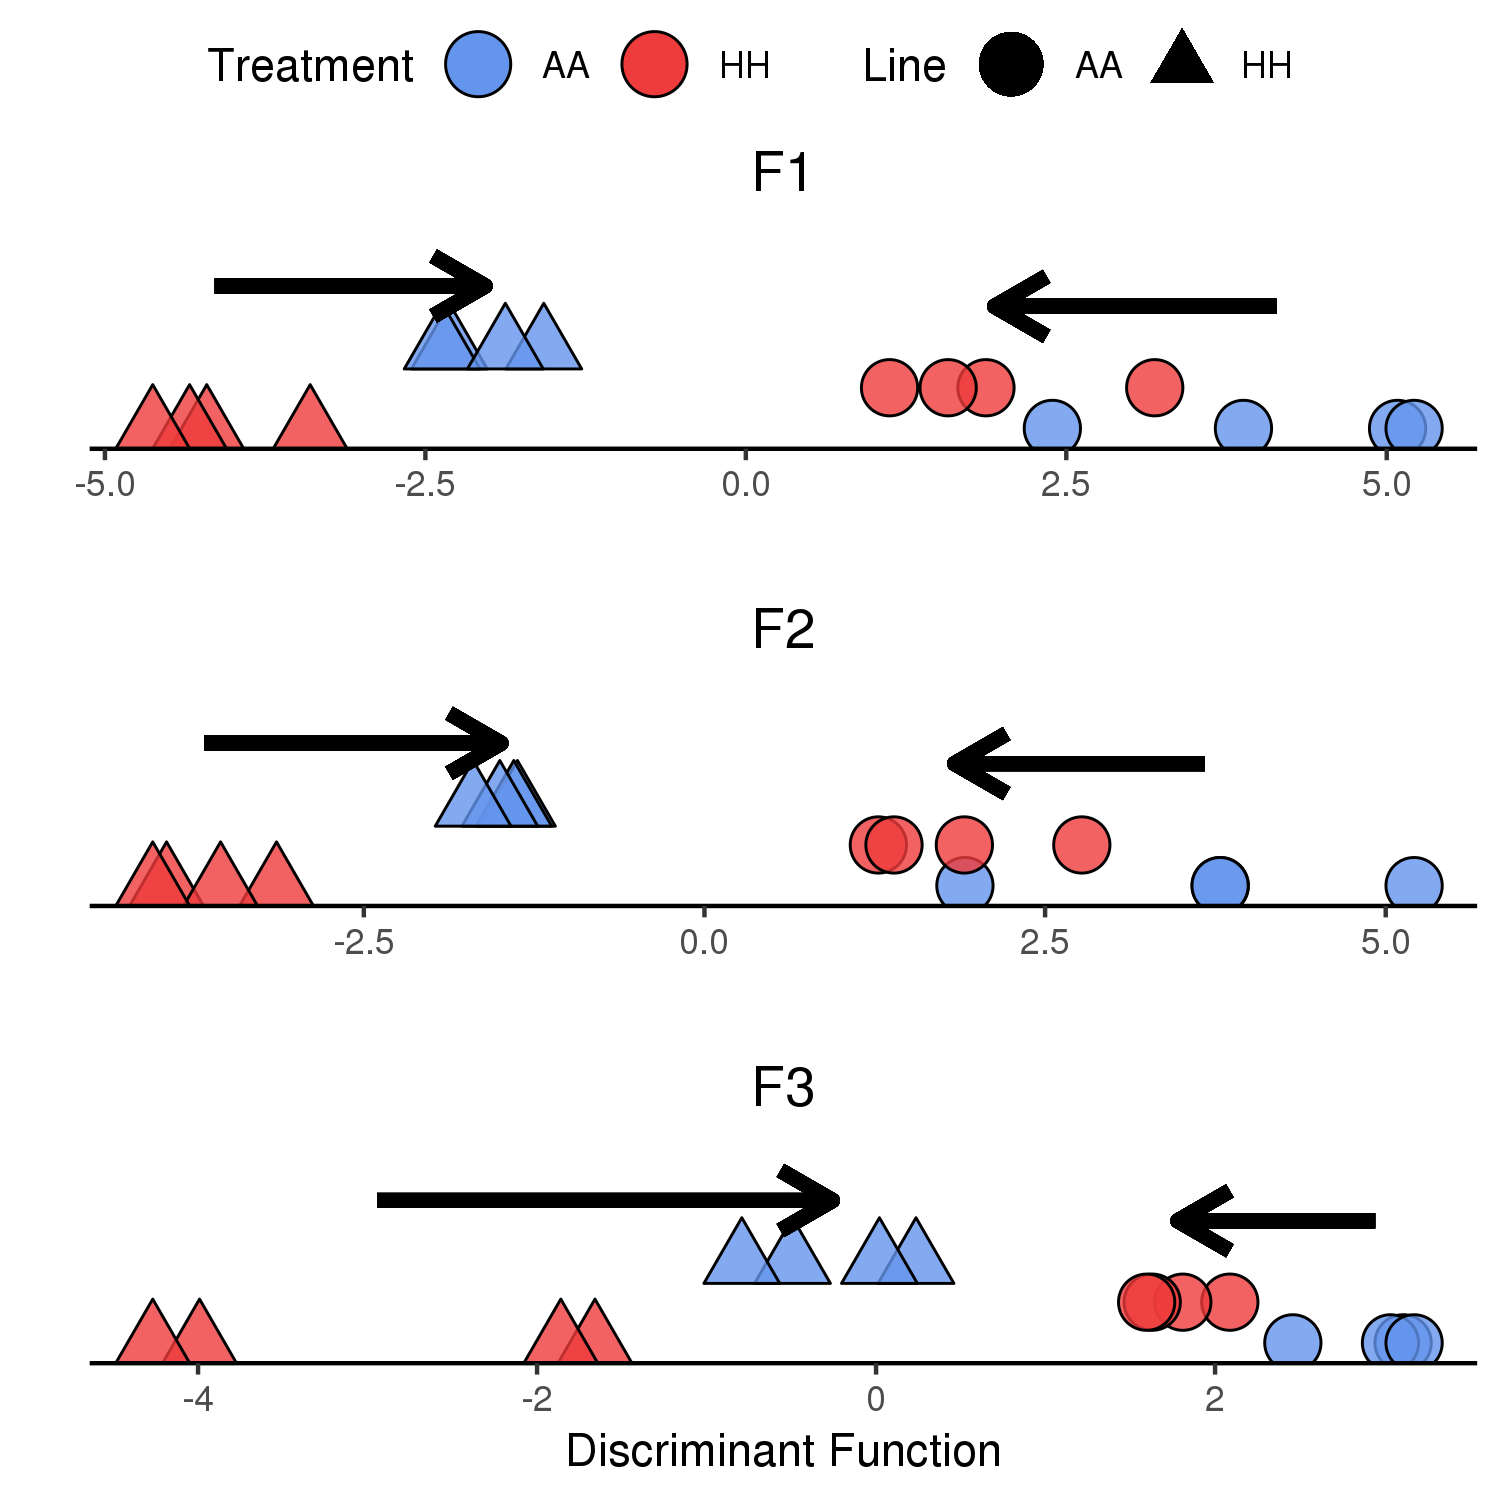 Treatment AA HH Line AA HH
F1
-5.0 -2.5 0.0 2.5 5.0
F2
-2.5 0.0 2.5 5.0
F3
-4 -2 0 2
Discriminant Function